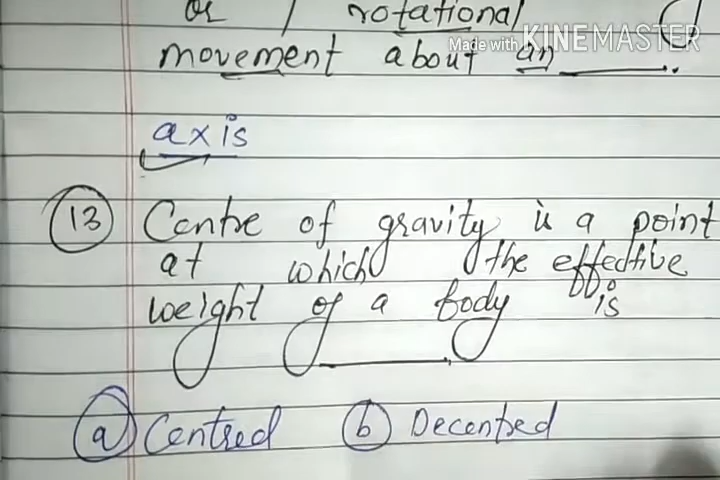 or / rotational
Made with KINEMASTER
movement about an ______.
axis
13 Centre of gravity is a point
at which the effective
weight of a body is
______.
a Centred b Decentred